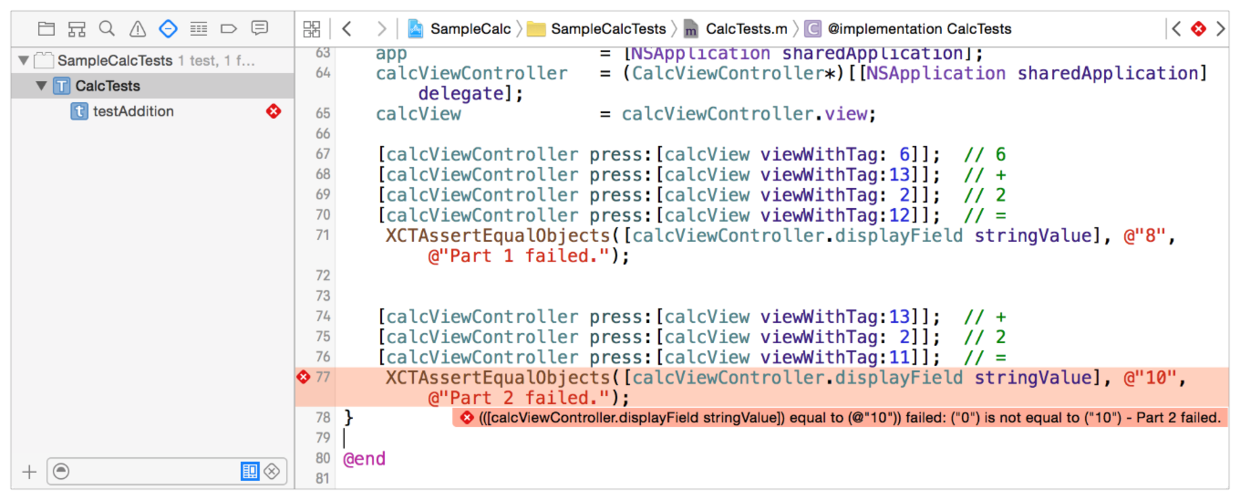 SampleCalc SampleCalcTests CalcTests.m @implementation CalcTests
SampleCalcTests 1 test, 1 f...
CalcTests
testAddition
63 app = [NSApplication sharedApplication];
64 calcViewController = (CalcViewController*)[[NSApplication sharedApplication]
delegate];
65 calcView = calcViewController.view;
66
67 [calcViewController press:[calcView viewWithTag: 6]]; // 6
68 [calcViewController press:[calcView viewWithTag:13]]; // +
69 [calcViewController press:[calcView viewWithTag: 2]]; // 2
70 [calcViewController press:[calcView viewWithTag:12]]; // =
71 XCTAssertEqualObjects([calcViewController.displayField stringValue], @"8",
@"Part 1 failed.");
72
73
74 [calcViewController press:[calcView viewWithTag:13]]; // +
75 [calcViewController press:[calcView viewWithTag: 2]]; // 2
76 [calcViewController press:[calcView viewWithTag:11]]; // =
77 XCTAssertEqualObjects([calcViewController.displayField stringValue], @"10",
@"Part 2 failed.");
78 } (([calcViewController.displayField stringValue]) equal to (@"10")) failed: ("0") is not equal to ("10") - Part 2 failed.
79
80 @end
81